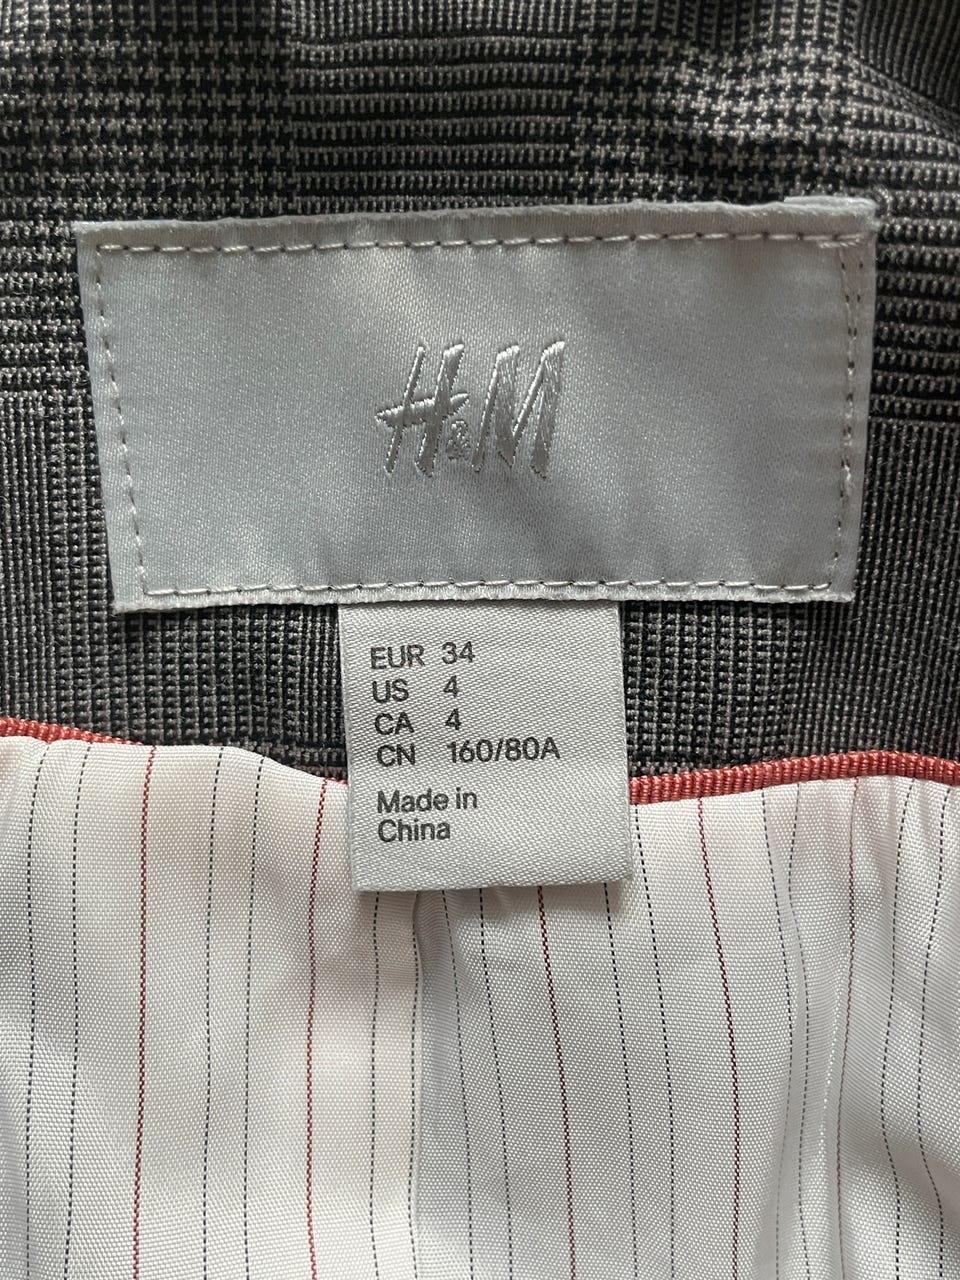 H&M
EUR 34
US 4
CA 4
CN 160/80A
Made in
China